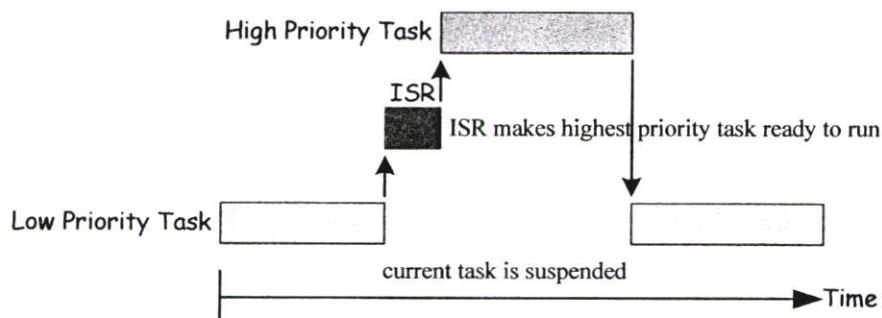 High Priority Task
ISR
ISR makes highest priority task ready to run
Low Priority Task
current task is suspended
Time